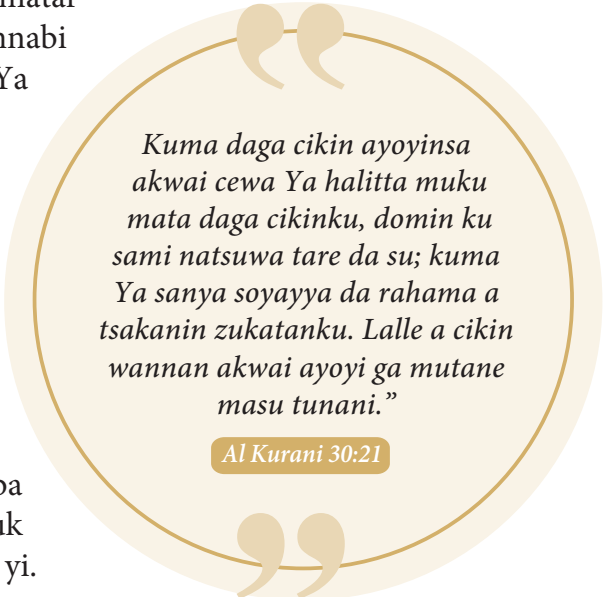 Ya
Kuma daga cikin ayoyinsa
akwai cewa Ya halitta muku
mata daga cikinku, domin ku
sami natsuwa tare da su; kuma
Ya sanya soyayya da rahama a
tsakanin zukatanku. Lalle a cikin
wannan akwai ayoyi ga mutane
masu tunani.”
Al Kurani 30:21
yi.